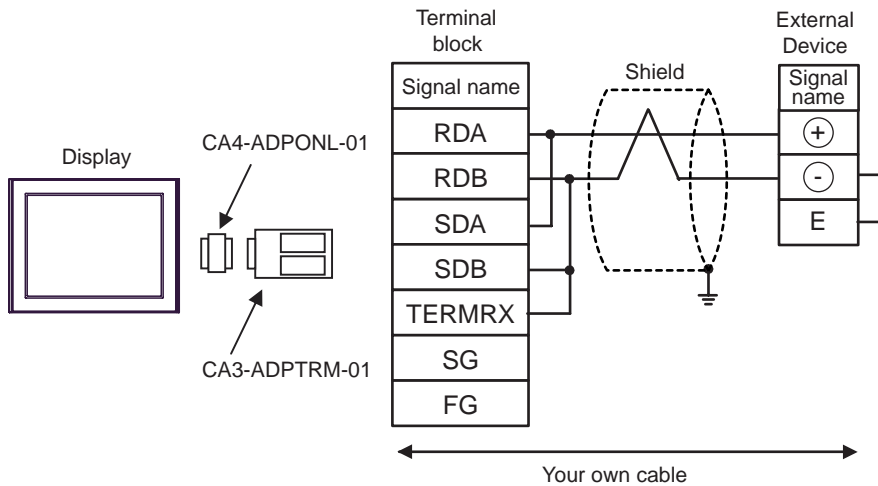 Terminal
block
External
Device
Signal name
Shield
Signal
name
RDA
+
CA4-ADPONL-01
Display
RDB
-
SDA
E
SDB
TERMRX
CA3-ADPTRM-01
SG
FG
Your own cable